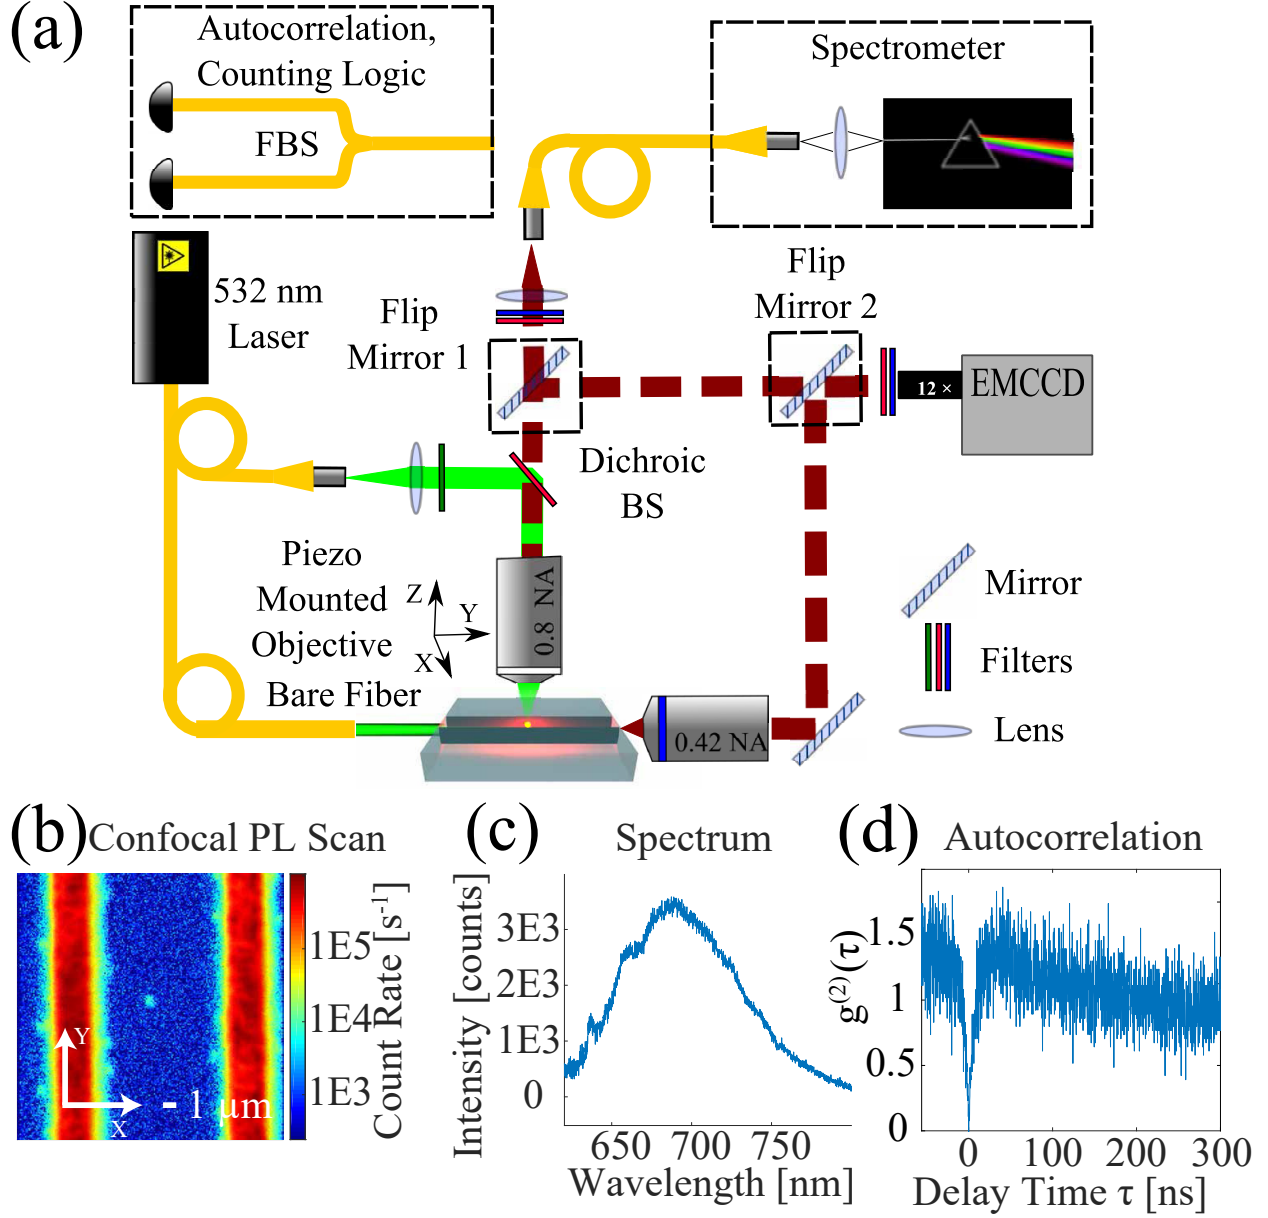 (a)
Autocorrelation,
Counting Logic
FBS
Spectrometer
532 nm
Laser
Flip
Mirror 1
Flip
Mirror 2
12 ×
EMCCD
Dichroic
BS
Piezo
Mounted
Objective
Z
Y
X
0.8 NA
Bare Fiber
0.42 NA
Mirror
Filters
Lens
(b)
Confocal PL Scan
Y
X
1 μm
1E5
1E4
1E3
Count Rate [s⁻¹]
(c)
Spectrum
Intensity [counts]
3E3
2E3
1E3
0
650 700 750
Wavelength [nm]
(d)
Autocorrelation
g⁽²⁾(τ)
1.5
1
0.5
0
0 100 200 300
Delay Time τ [ns]